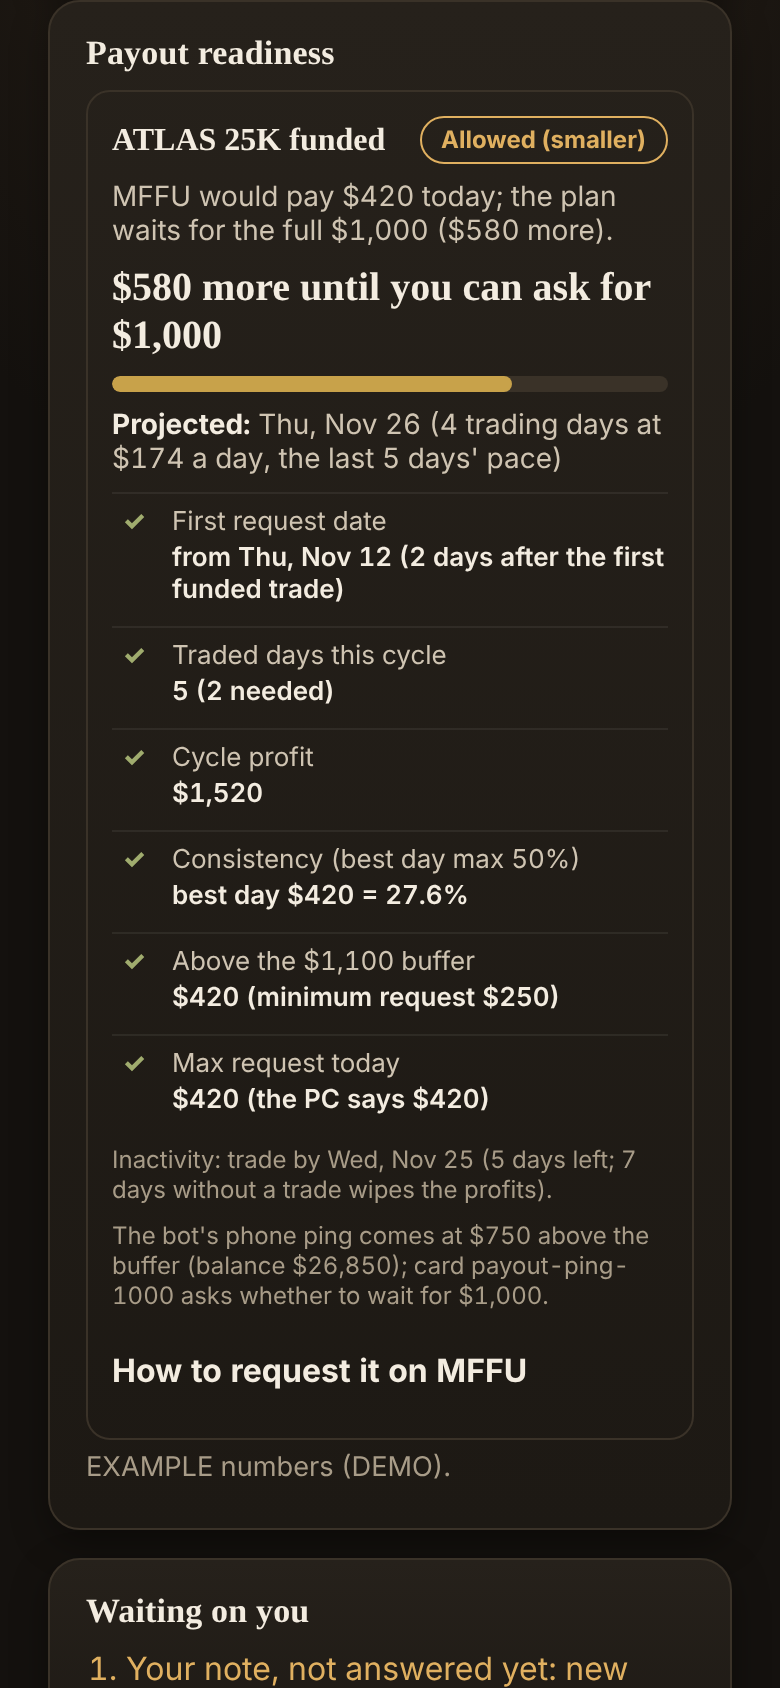 Payout readiness
ATLAS 25K funded
Allowed (smaller)
MFFU would pay $420 today; the plan
waits for the full $1,000 ($580 more).
$580 more until you can ask for
$1,000
Projected: Thu, Nov 26 (4 trading days at
$174 a day, the last 5 days' pace)
First request date
from Thu, Nov 12 (2 days after the first
funded trade)
Traded days this cycle
5 (2 needed)
Cycle profit
$1,520
Consistency (best day max 50%)
best day $420 = 27.6%
Above the $1,100 buffer
$420 (minimum request $250)
Max request today
$420 (the PC says $420)
Inactivity: trade by Wed, Nov 25 (5 days left; 7
days without a trade wipes the profits).
The bot's phone ping comes at $750 above the
buffer (balance $26,850); card payout-ping-
1000 asks whether to wait for $1,000.
How to request it on MFFU
EXAMPLE numbers (DEMO).
Waiting on you
1. Your note, not answered yet: new